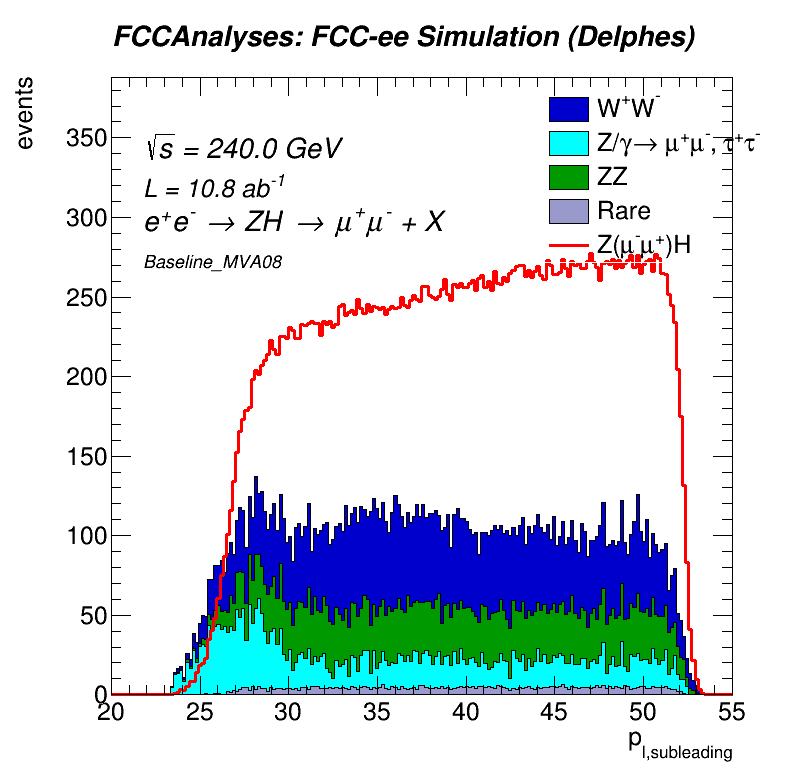 FCCAnalyses: FCC-ee Simulation (Delphes)
events
350
300
250
200
150
100
50
0
√s = 240.0 GeV
L = 10.8 ab⁻¹
e⁺e⁻ → ZH → μ⁺μ⁻ + X
Baseline_MVA08
W⁺W⁻
Z/γ→ μ⁺μ⁻, τ⁺τ⁻
ZZ
Rare
Z(μ⁻μ⁺)H
20 25 30 35 40 45 50 55
p_l,subleading